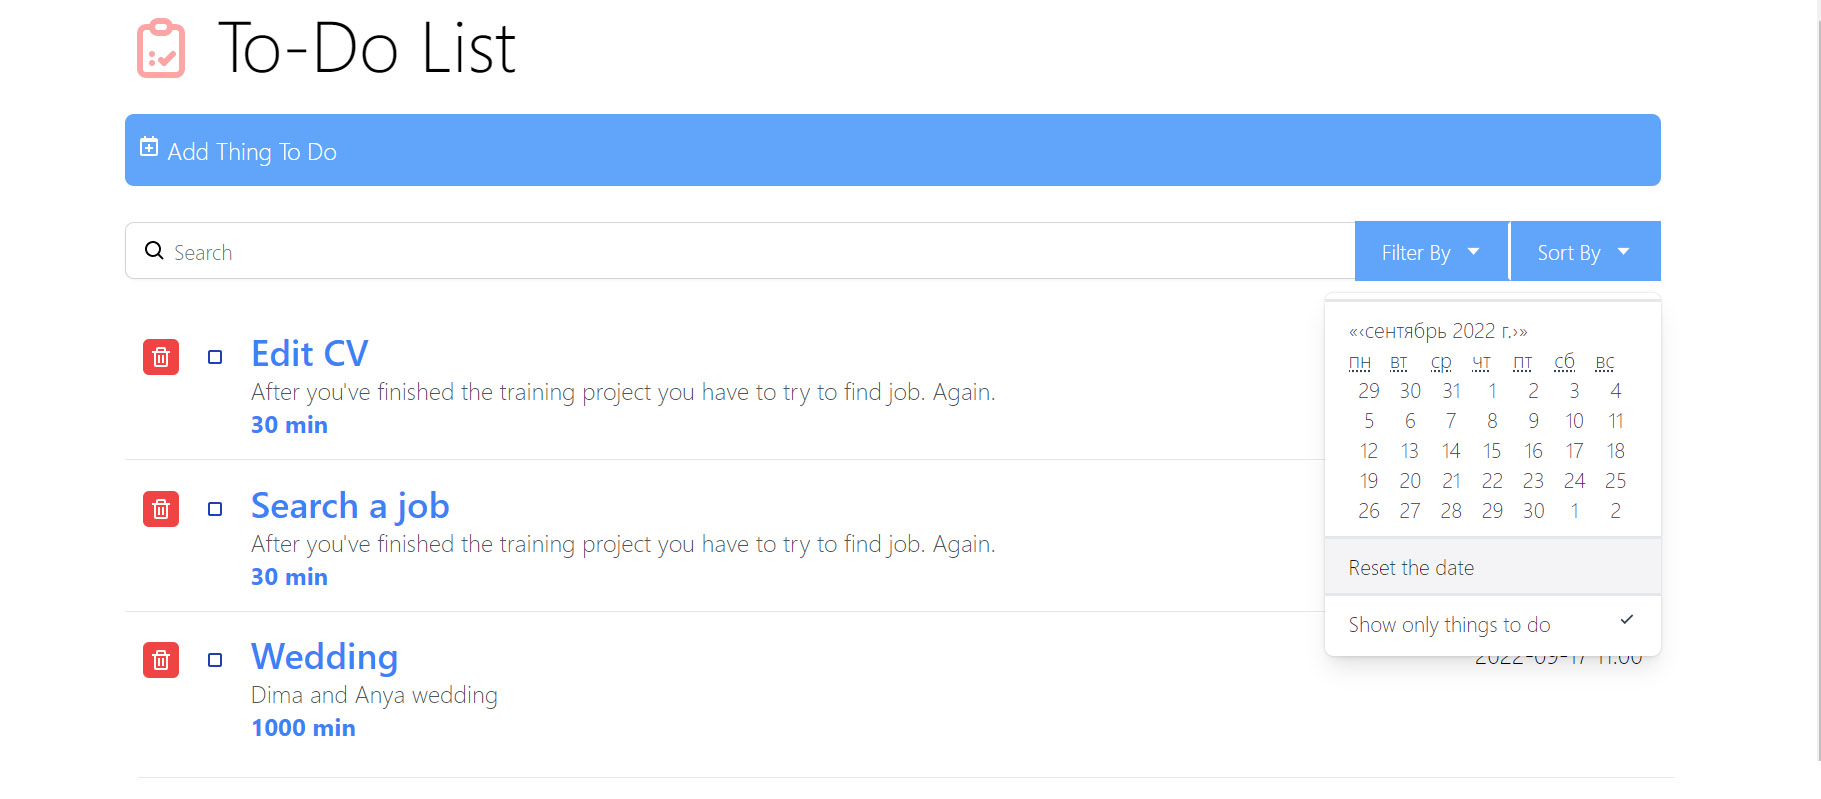 To-Do List
Add Thing To Do
Search
Filter By
Sort By
Edit CV
After you've finished the training project you have to try to find job. Again.
30 min
Search a job
After you've finished the training project you have to try to find job. Again.
30 min
Wedding
Dima and Anya wedding
1000 min
«‹сентябрь 2022 г.›»
пн вт ср чт пт сб вс
29 30 31 1 2 3 4
5 6 7 8 9 10 11
12 13 14 15 16 17 18
19 20 21 22 23 24 25
26 27 28 29 30 1 2
Reset the date
Show only things to do
2022-09-17 11:00